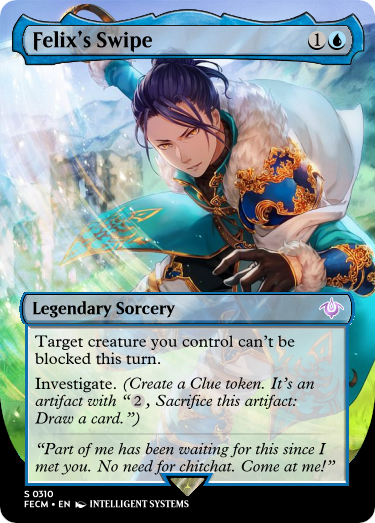 Felix's Swipe 1
Legendary Sorcery
Target creature you control can't be
blocked this turn.
Investigate. (Create a Clue token. It's an
artifact with “2, Sacrifice this artifact:
Draw a card.”)
“Part of me has been waiting for this since I
met you. No need for chitchat. Come at me!”
S 0310
FECM • EN INTELLIGENT SYSTEMS